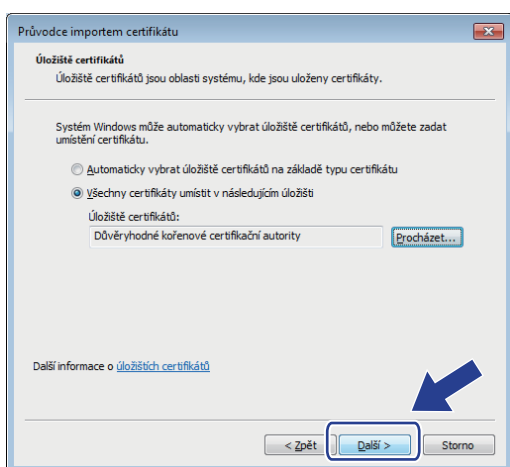 Průvodce importem certifikátu
Úložiště certifikátů
Úložiště certifikátů jsou oblasti systému, kde jsou uloženy certifikáty.
Systém Windows může automaticky vybrat úložiště certifikátů, nebo můžete zadat
umístění certifikátu.
Automaticky vybrat úložiště certifikátů na základě typu certifikátu
Všechny certifikáty umístit v následujícím úložišti
Úložiště certifikátů:
Důvěryhodné kořenové certifikační autority
Procházet...
Další informace o úložištích certifikátů
< Zpět
Další >
Storno